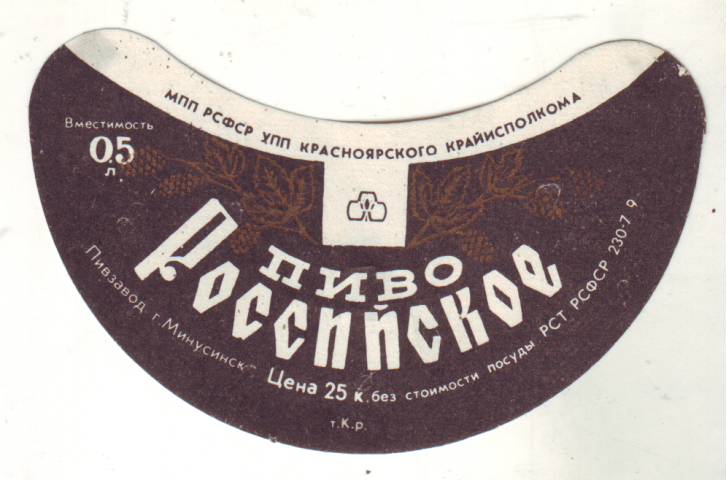 МПП РСФСР УПП КРАСНОЯРСКОГО КРАЙИСПОЛКОМА
Вместимость
0,5
л.
ПИВО
Российское
Пивзавод г. Минусинск
Цена 25 к. без стоимости посуды РСТ РСФСР 230-7 9
т.К.р.